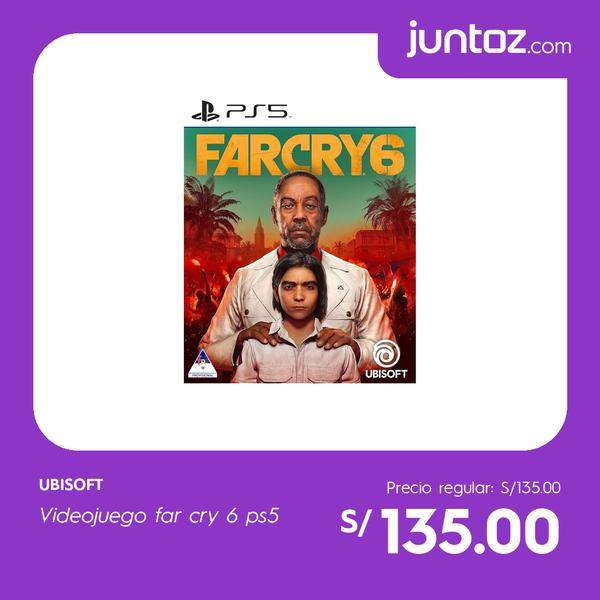 juntoz.com
PS5
FARCRY6
UBISOFT
UBISOFT
Videojuego far cry 6 ps5
Precio regular: S/135.00
S/ 135.00